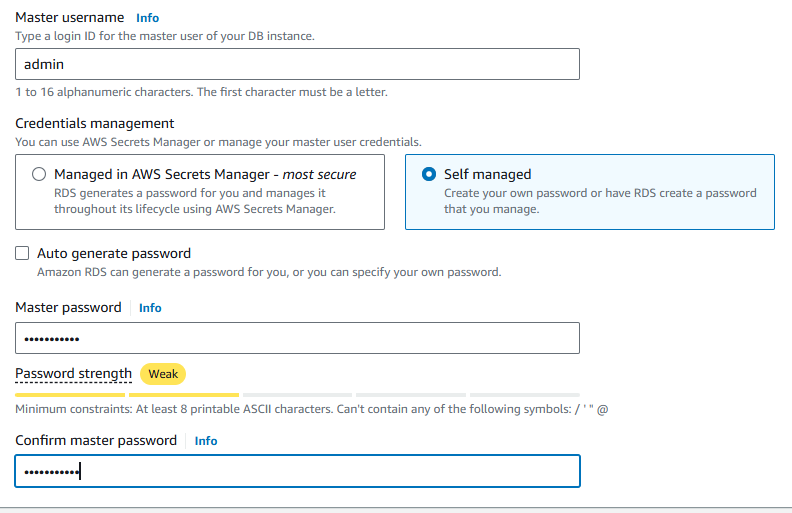 Master username Info
Type a login ID for the master user of your DB instance.
admin
1 to 16 alphanumeric characters. The first character must be a letter.
Credentials management
You can use AWS Secrets Manager or manage your master user credentials.
Managed in AWS Secrets Manager - most secure
RDS generates a password for you and manages it
throughout its lifecycle using AWS Secrets Manager.
Self managed
Create your own password or have RDS create a password
that you manage.
Auto generate password
Amazon RDS can generate a password for you, or you can specify your own password.
Master password Info
•••••••••••
Password strength Weak
Minimum constraints: At least 8 printable ASCII characters. Can't contain any of the following symbols: / ' " @
Confirm master password Info
•••••••••••